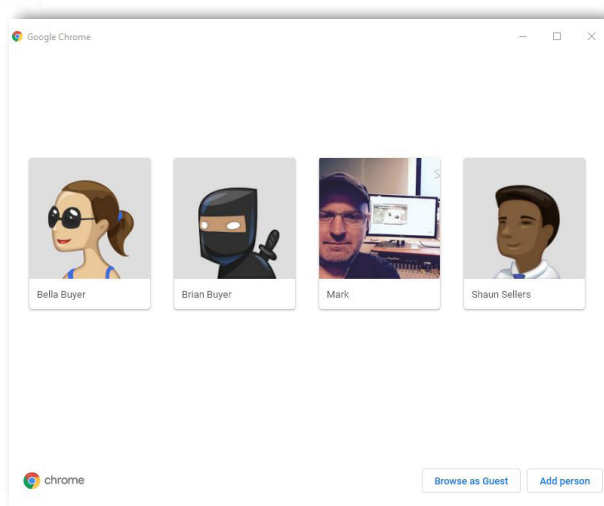 Google Chrome
S
Bella Buyer
Brian Buyer
Mark
Shaun Sellers
chrome
Browse as Guest
Add person